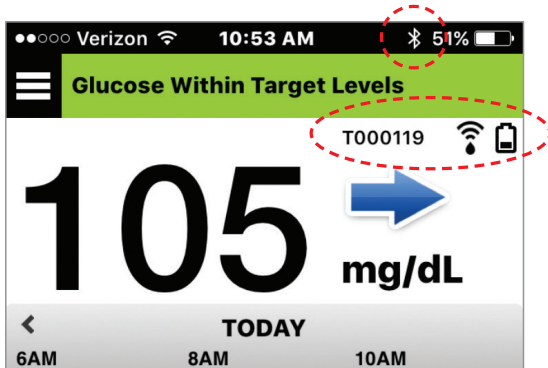 Verizon 10:53 AM 51%
Glucose Within Target Levels
T000119
105
mg/dL
TODAY
6AM 8AM 10AM